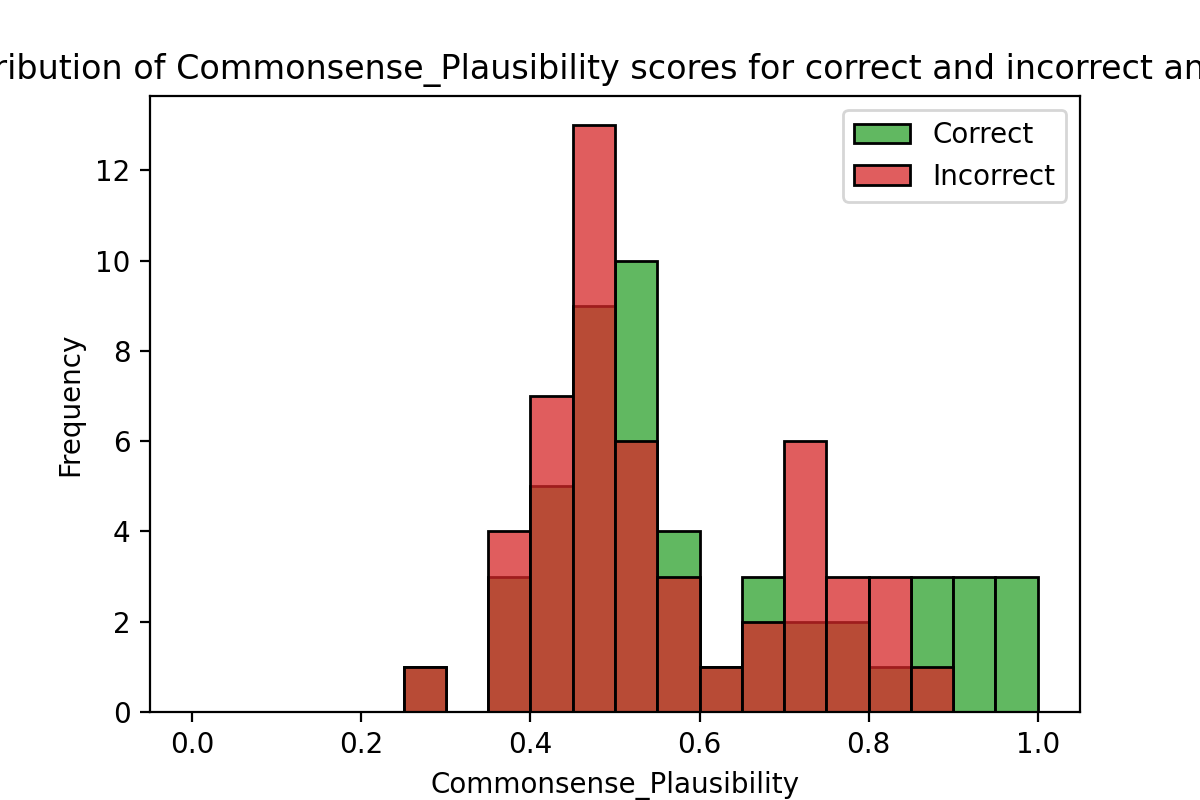 ribution of Commonsense_Plausibility scores for correct and incorrect an
Correct
Incorrect
12
10
8
6
4
2
0
Frequency
0.0 0.2 0.4 0.6 0.8 1.0
Commonsense_Plausibility